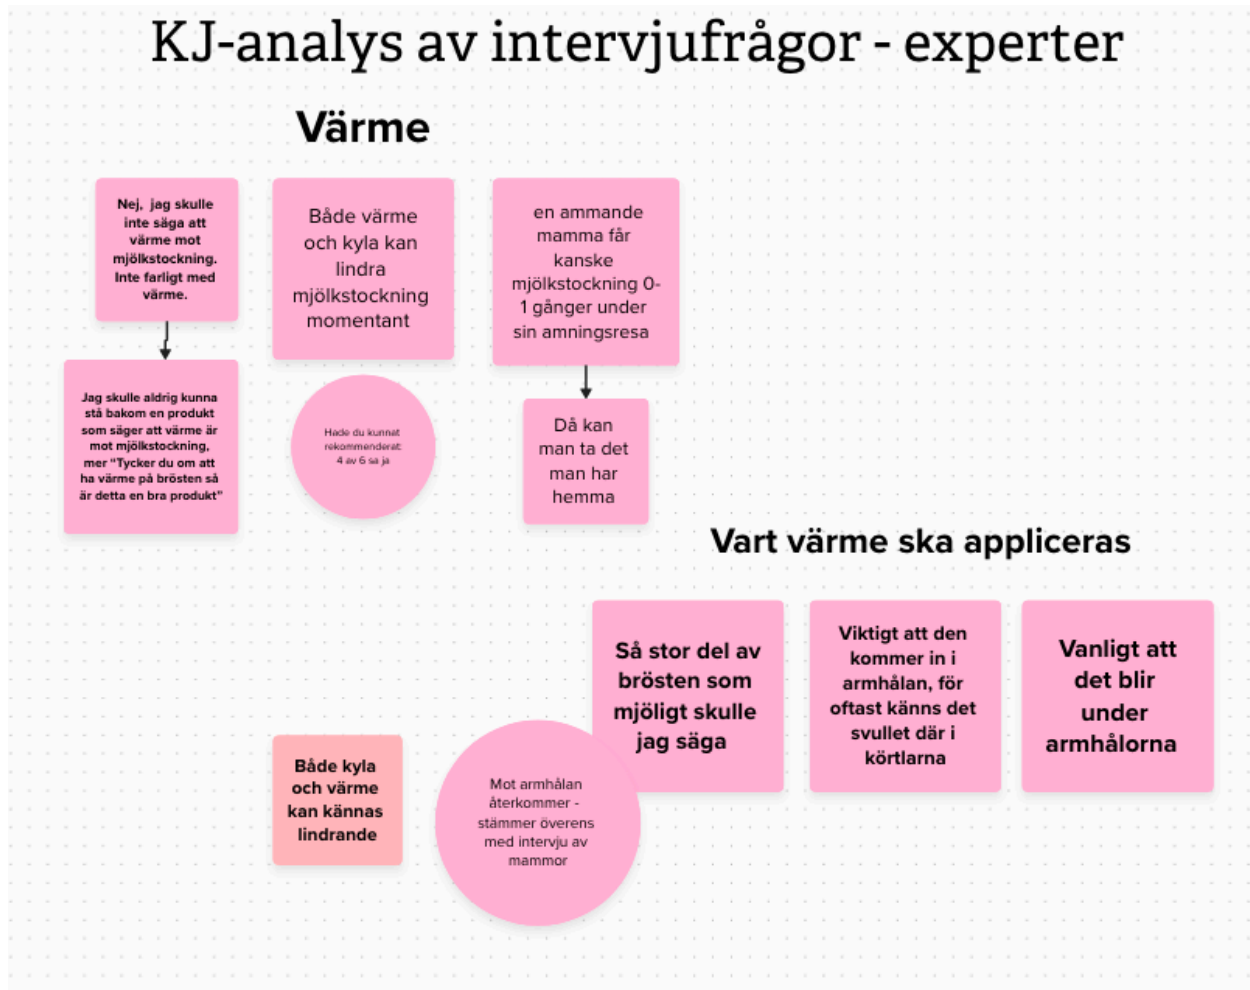 KJ-analys av intervjufrågor - experter
Värme
Nej, jag skulle
inte säga att
värme mot
mjölkstockning.
Inte farligt med
värme.
Jag skulle aldrig kunna
stå bakom en produkt
som säger att värme är
mot mjölkstockning,
mer “Tycker du om att
ha värme på brösten så
är detta en bra produkt”
Både värme
och kyla kan
lindra
mjölkstockning
momentant
Hade du kunnat
rekommenderat:
4 av 6 sa ja
en ammande
mamma får
kanske
mjölkstockning 0-
1 gånger under
sin amningsresa
Då kan
man ta det
man har
hemma
Vart värme ska appliceras
Så stor del av
brösten som
mjöligt skulle
jag säga
Viktigt att den
kommer in i
armhålan, för
oftast känns det
svullet där i
körtlarna
Vanligt att
det blir
under
armhålorna
Både kyla
och värme
kan kännas
lindrande
Mot armhålan
återkommer -
stämmer överens
med intervju av
mammor